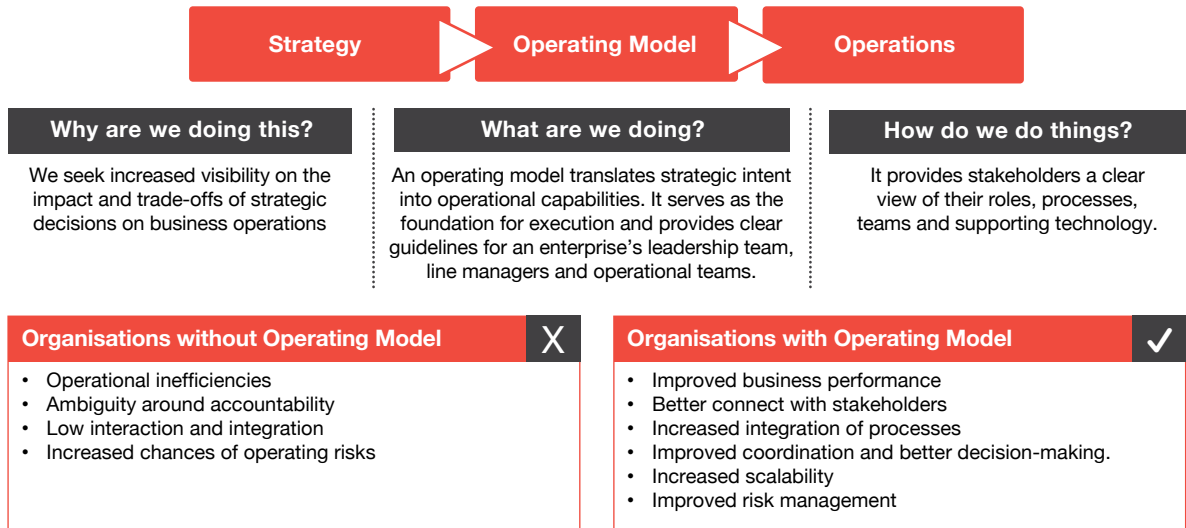 Strategy
Operating Model
Operations
Why are we doing this?
We seek increased visibility on the
impact and trade-offs of strategic
decisions on business operations
What are we doing?
An operating model translates strategic intent
into operational capabilities. It serves as the
foundation for execution and provides clear
guidelines for an enterprise’s leadership team,
line managers and operational teams.
How do we do things?
It provides stakeholders a clear
view of their roles, processes,
teams and supporting technology.
Organisations without Operating Model
X
• Operational inefficiencies
• Ambiguity around accountability
• Low interaction and integration
• Increased chances of operating risks
Organisations with Operating Model
✓
• Improved business performance
• Better connect with stakeholders
• Increased integration of processes
• Improved coordination and better decision-making.
• Increased scalability
• Improved risk management